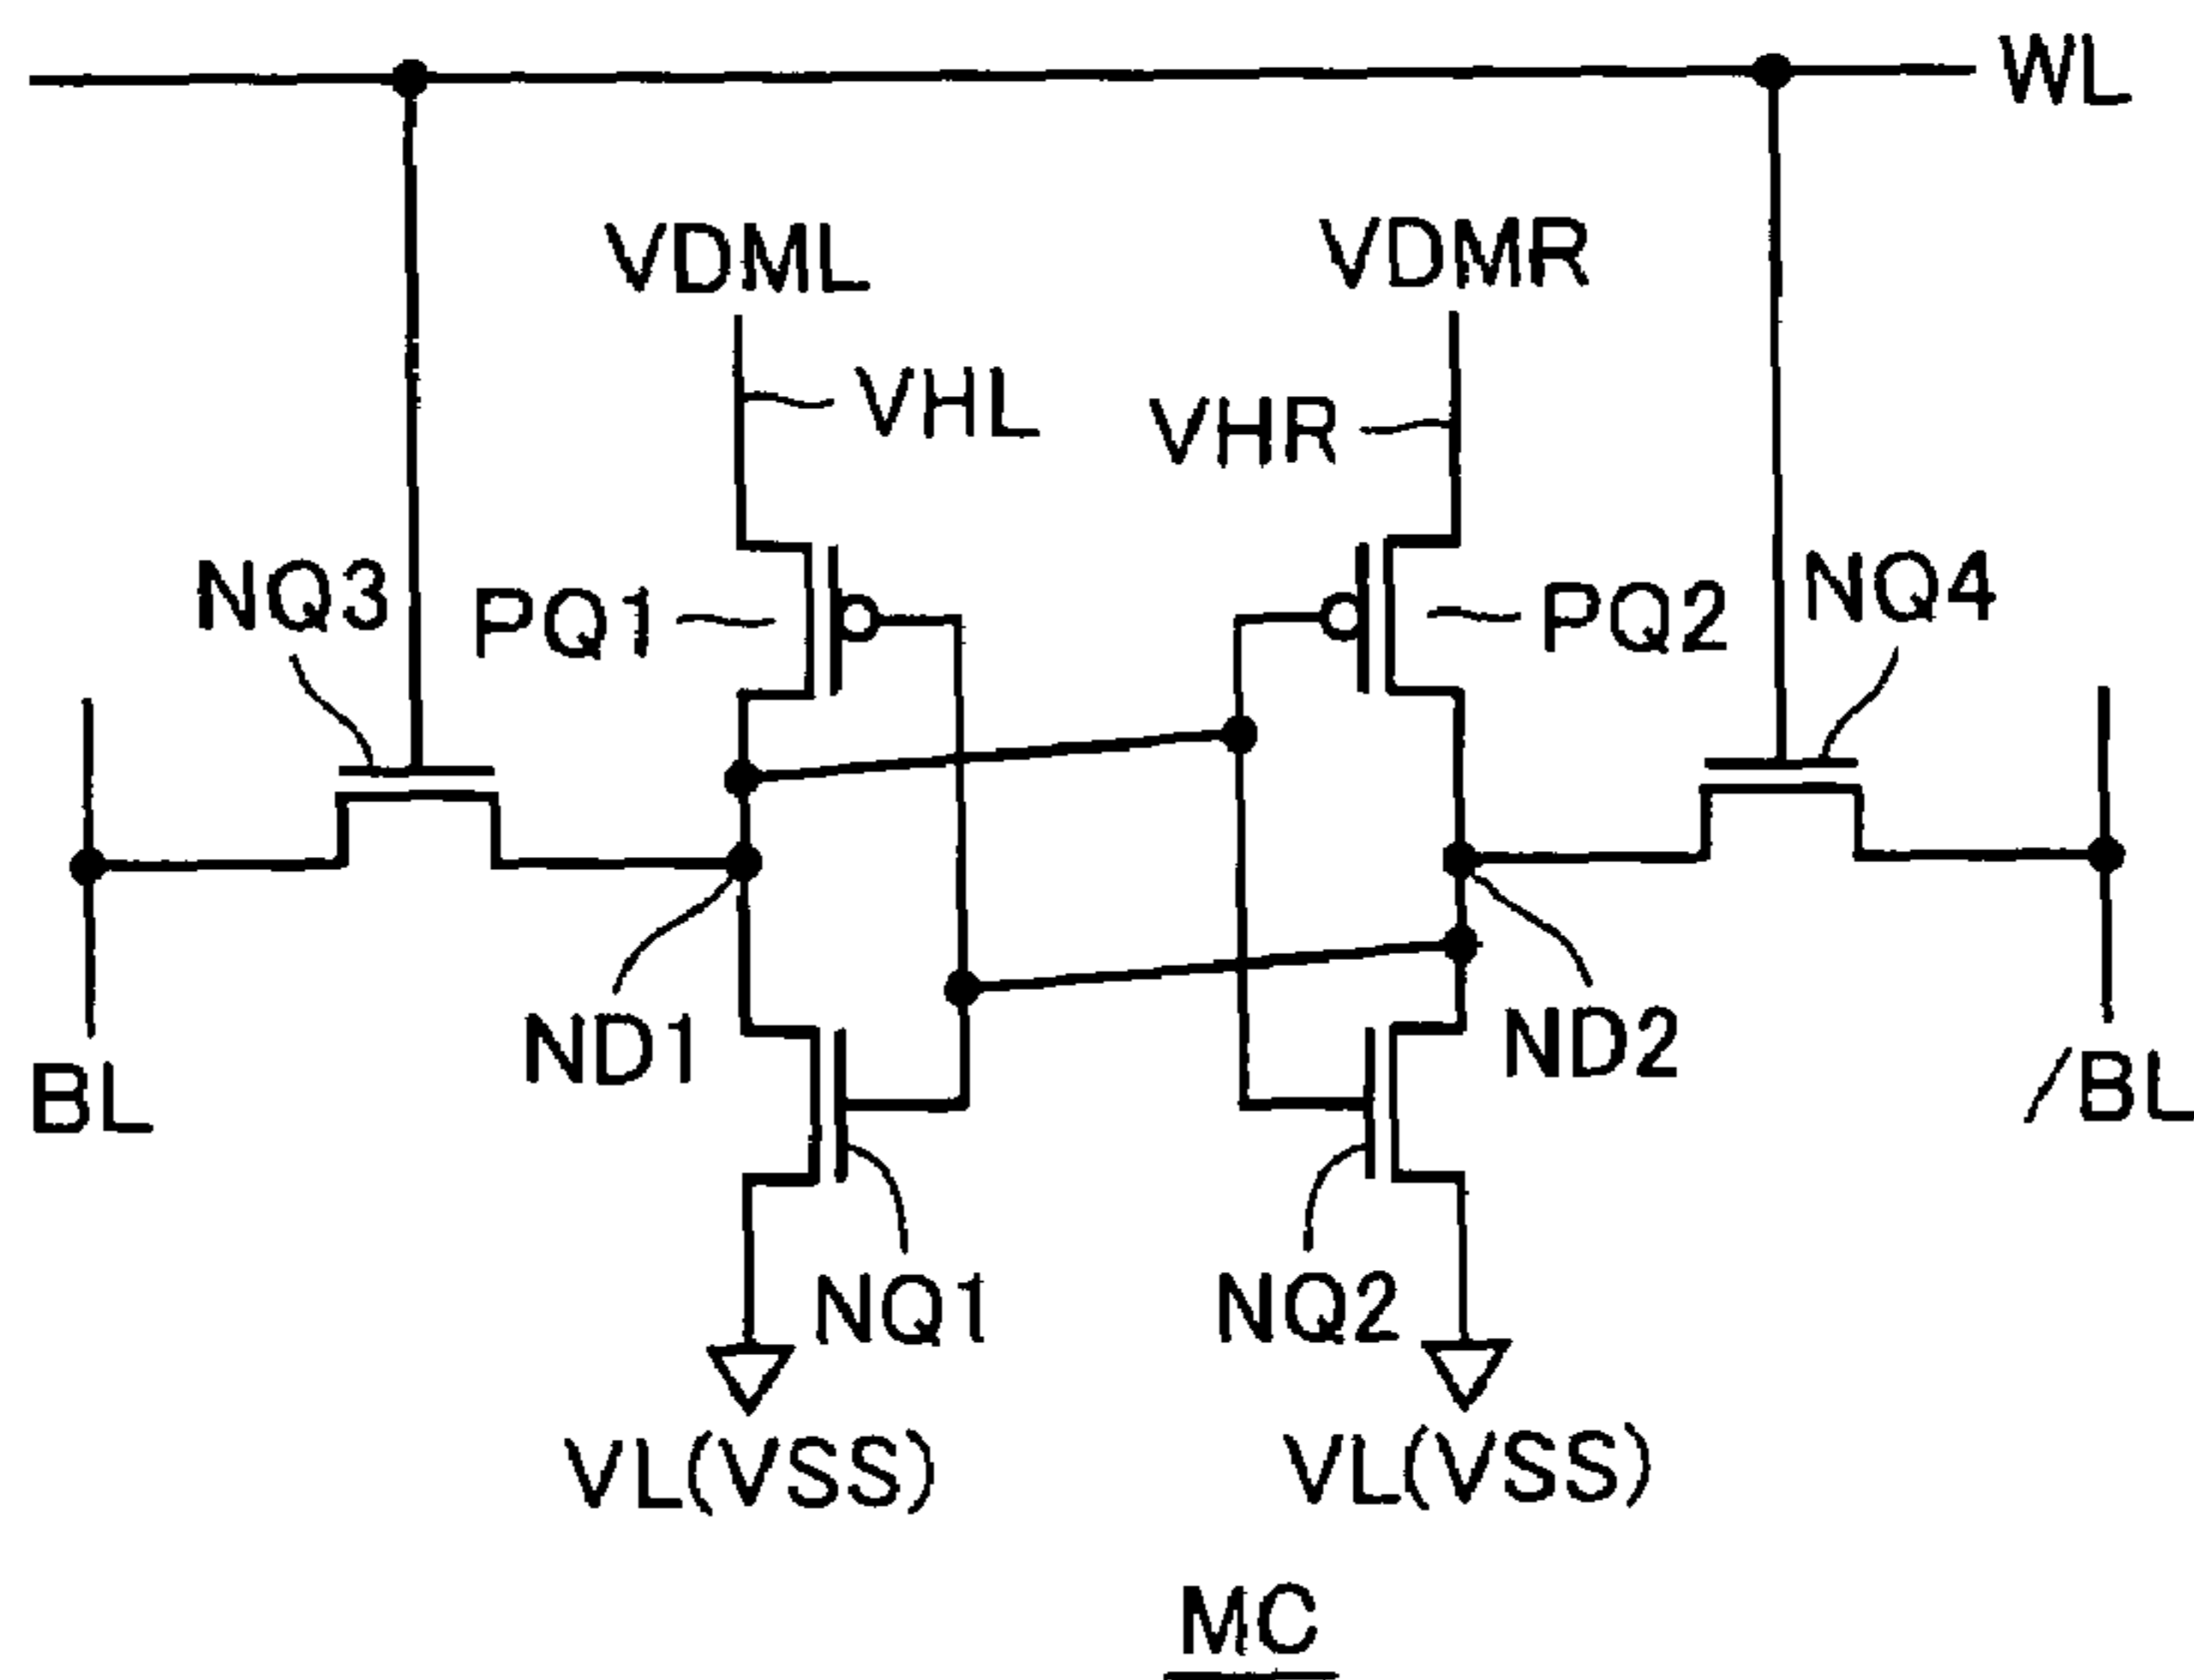 WL
VDML
VDMR
VHL
VHR
NQ3
PQ1
PQ2
NQ4
ND1
ND2
BL
/BL
NQ1
NQ2
VL(VSS)
VL(VSS)
MC